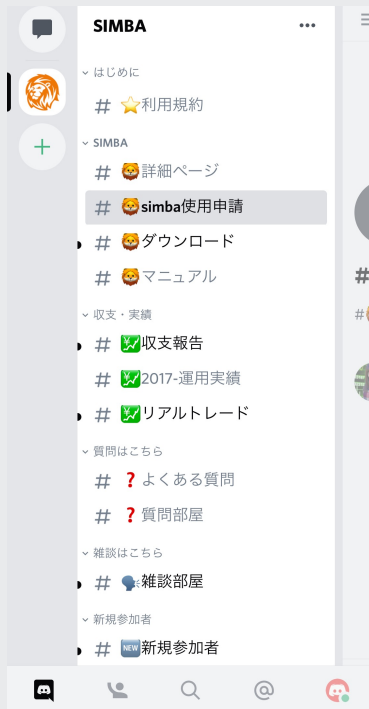 SIMBA
はじめに
# ⭐利用規約
SIMBA
# 🦁詳細ページ
# 🦁simba使用申請
# 🦁ダウンロード
# 🦁マニュアル
収支・実績
# 💹収支報告
# 💹2017-運用実績
# 💹リアルトレード
質問はこちら
# ❓よくある質問
# ❓質問部屋
雑談はこちら
# 🗣雑談部屋
新規参加者
# 🆕新規参加者